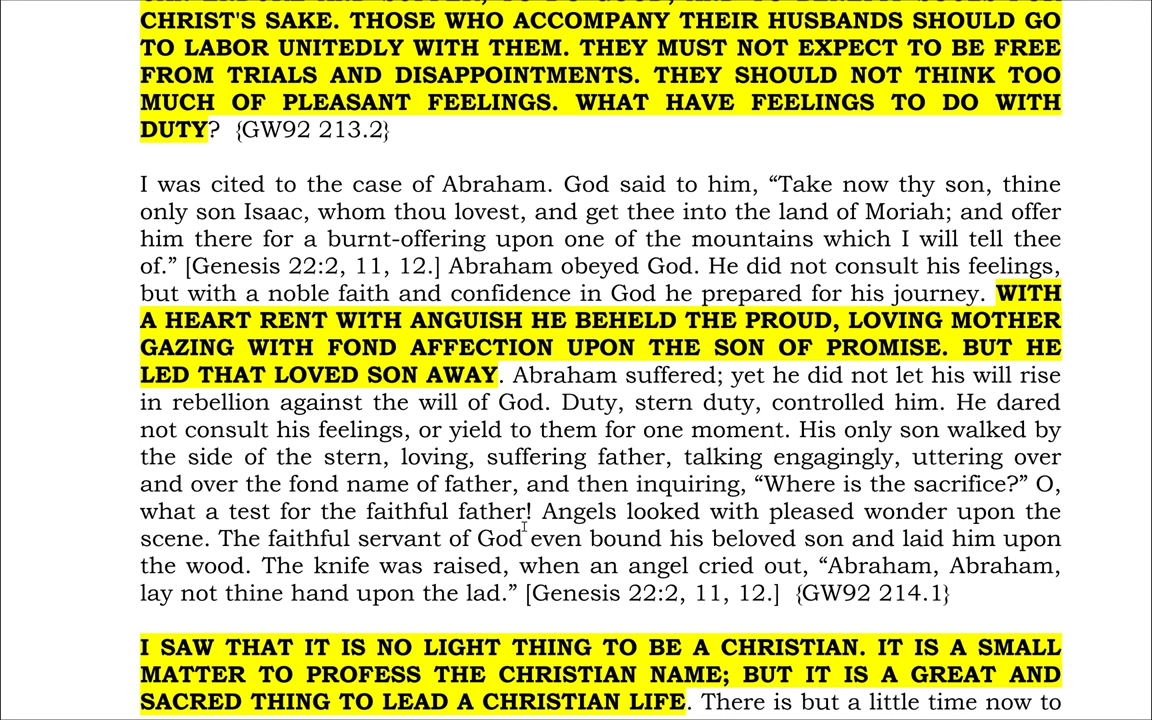 CHRIST'S SAKE. THOSE WHO ACCOMPANY THEIR HUSBANDS SHOULD GO
TO LABOR UNITEDLY WITH THEM. THEY MUST NOT EXPECT TO BE FREE
FROM TRIALS AND DISAPPOINTMENTS. THEY SHOULD NOT THINK TOO
MUCH OF PLEASANT FEELINGS. WHAT HAVE FEELINGS TO DO WITH
DUTY? {GW92 213.2}
I was cited to the case of Abraham. God said to him, “Take now thy son, thine
only son Isaac, whom thou lovest, and get thee into the land of Moriah; and offer
him there for a burnt-offering upon one of the mountains which I will tell thee
of.” [Genesis 22:2, 11, 12.] Abraham obeyed God. He did not consult his feelings,
but with a noble faith and confidence in God he prepared for his journey. WITH
A HEART RENT WITH ANGUISH HE BEHELD THE PROUD, LOVING MOTHER
GAZING WITH FOND AFFECTION UPON THE SON OF PROMISE. BUT HE
LED THAT LOVED SON AWAY. Abraham suffered; yet he did not let his will rise
in rebellion against the will of God. Duty, stern duty, controlled him. He dared
not consult his feelings, or yield to them for one moment. His only son walked by
the side of the stern, loving, suffering father, talking engagingly, uttering over
and over the fond name of father, and then inquiring, “Where is the sacrifice?” O,
what a test for the faithful father! Angels looked with pleased wonder upon the
scene. The faithful servant of God even bound his beloved son and laid him upon
the wood. The knife was raised, when an angel cried out, “Abraham, Abraham,
lay not thine hand upon the lad.” [Genesis 22:2, 11, 12.] {GW92 214.1}
I SAW THAT IT IS NO LIGHT THING TO BE A CHRISTIAN. IT IS A SMALL
MATTER TO PROFESS THE CHRISTIAN NAME; BUT IT IS A GREAT AND
SACRED THING TO LEAD A CHRISTIAN LIFE. There is but a little time now to